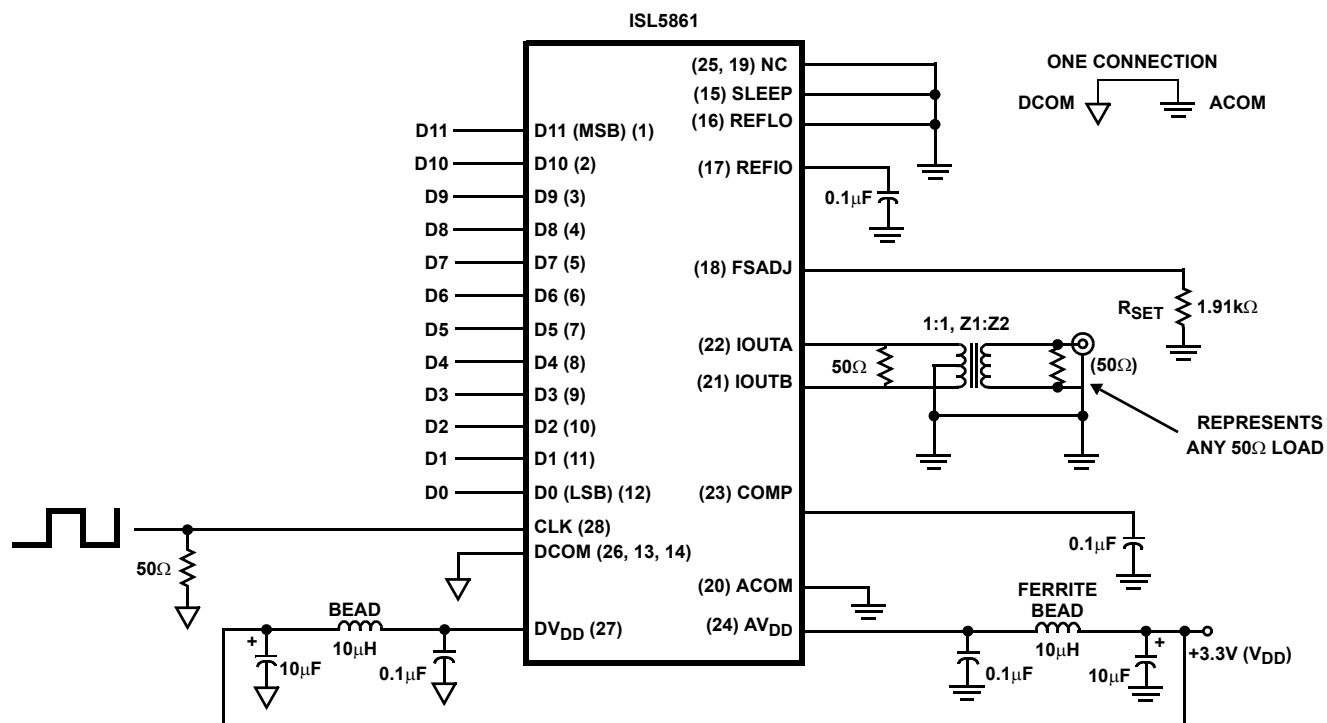 ISL5861
(25, 19) NC
(15) SLEEP
(16) REFLO
ONE CONNECTION
DCOM
ACOM
D11
D11 (MSB) (1)
D10
D10 (2)
(17) REFIO
0.1μF
D9
D9 (3)
D8
D8 (4)
D7
D7 (5)
(18) FSADJ
D6
D6 (6)
RSET
1.91kΩ
D5
D5 (7)
1:1, Z1:Z2
(22) IOUTA
D4
D4 (8)
50Ω
(50Ω)
(21) IOUTB
D3
D3 (9)
D2
D2 (10)
REPRESENTS
ANY 50Ω LOAD
D1
D1 (11)
D0
D0 (LSB) (12)
(23) COMP
CLK (28)
DCOM (26, 13, 14)
50Ω
0.1μF
(20) ACOM
BEAD
FERRITE
BEAD
DVDD (27)
(24) AVDD
+
10μH
10μF
0.1μF
0.1μF
10μH
10μF
+
+3.3V (VDD)